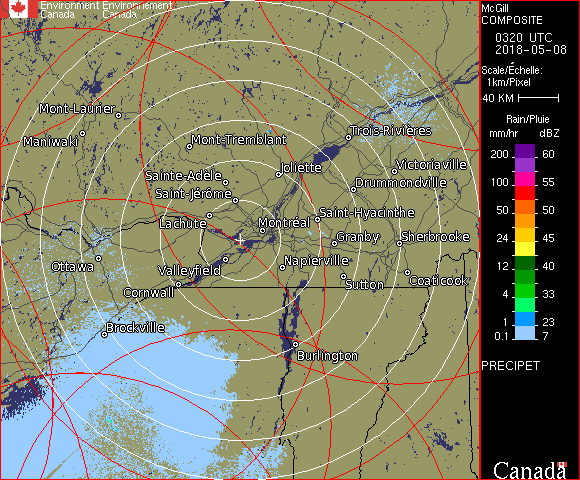 Environment Environnement
Canada Canada
McGill
COMPOSITE
0320 UTC
2018-05-08
Scale/Échelle:
1km/Pixel
40 KM
Rain/Pluie
mm/hr dBZ
200 60
100 55
50 50
24 45
12 40
4 33
1 23
0.1 7
PRECIPET
Canada
Mont-Laurier
Maniwaki
Mont-Tremblant
Trois-Rivières
Joliette
Victoriaville
Sainte-Adèle
Drummondville
Saint-Jérôme
Lachute
Saint-Hyacinthe
Montréal
Granby
Sherbrooke
Ottawa
Valleyfield
Napierville
Cornwall
Sutton
Coaticook
Brockville
Burlington